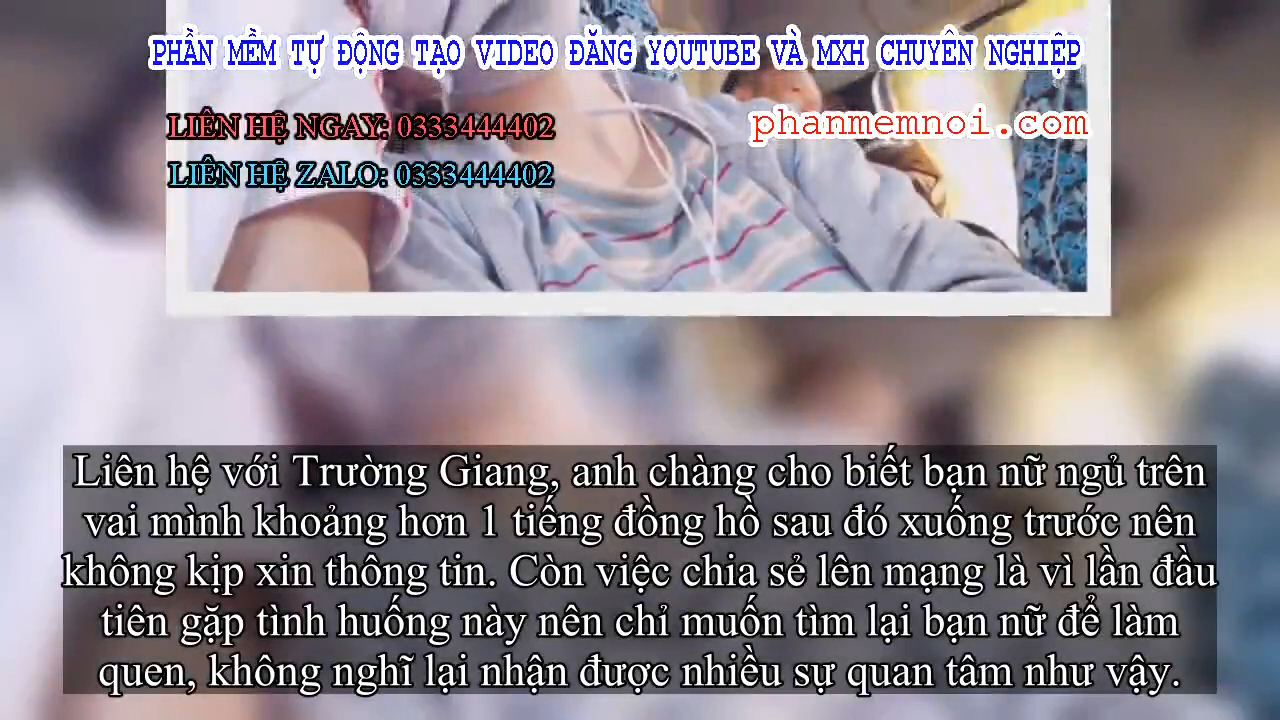 PHẦN MỀM TỰ ĐỘNG TẠO VIDEO ĐĂNG YOUTUBE VÀ MXH CHUYÊN NGHIỆP
LIÊN HỆ NGAY: 0333444402
phanmemnoi.com
LIÊN HỆ ZALO: 0333444402
Liên hệ với Trường Giang, anh chàng cho biết bạn nữ ngủ trên
vai mình khoảng hơn 1 tiếng đồng hồ sau đó xuống trước nên
không kịp xin thông tin. Còn việc chia sẻ lên mạng là vì lần đầu
tiên gặp tình huống này nên chỉ muốn tìm lại bạn nữ để làm
quen, không nghĩ lại nhận được nhiều sự quan tâm như vậy.